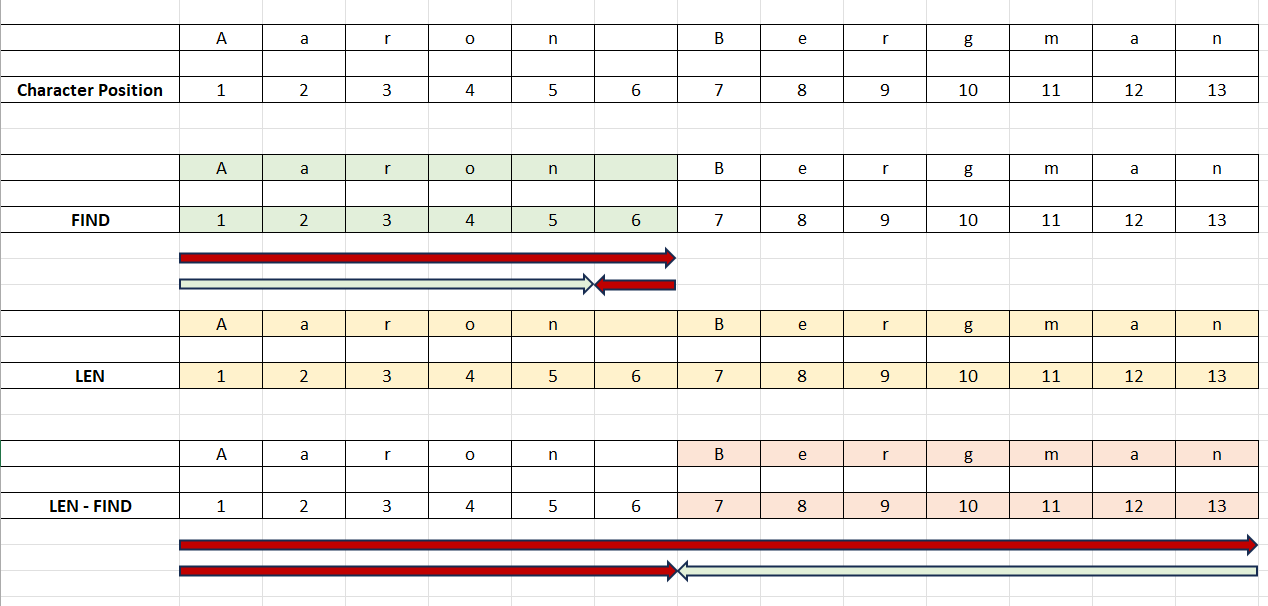 A a r o n B e r g m a n
Character Position 1 2 3 4 5 6 7 8 9 10 11 12 13
A a r o n B e r g m a n
FIND 1 2 3 4 5 6 7 8 9 10 11 12 13
A a r o n B e r g m a n
LEN 1 2 3 4 5 6 7 8 9 10 11 12 13
A a r o n B e r g m a n
LEN - FIND 1 2 3 4 5 6 7 8 9 10 11 12 13